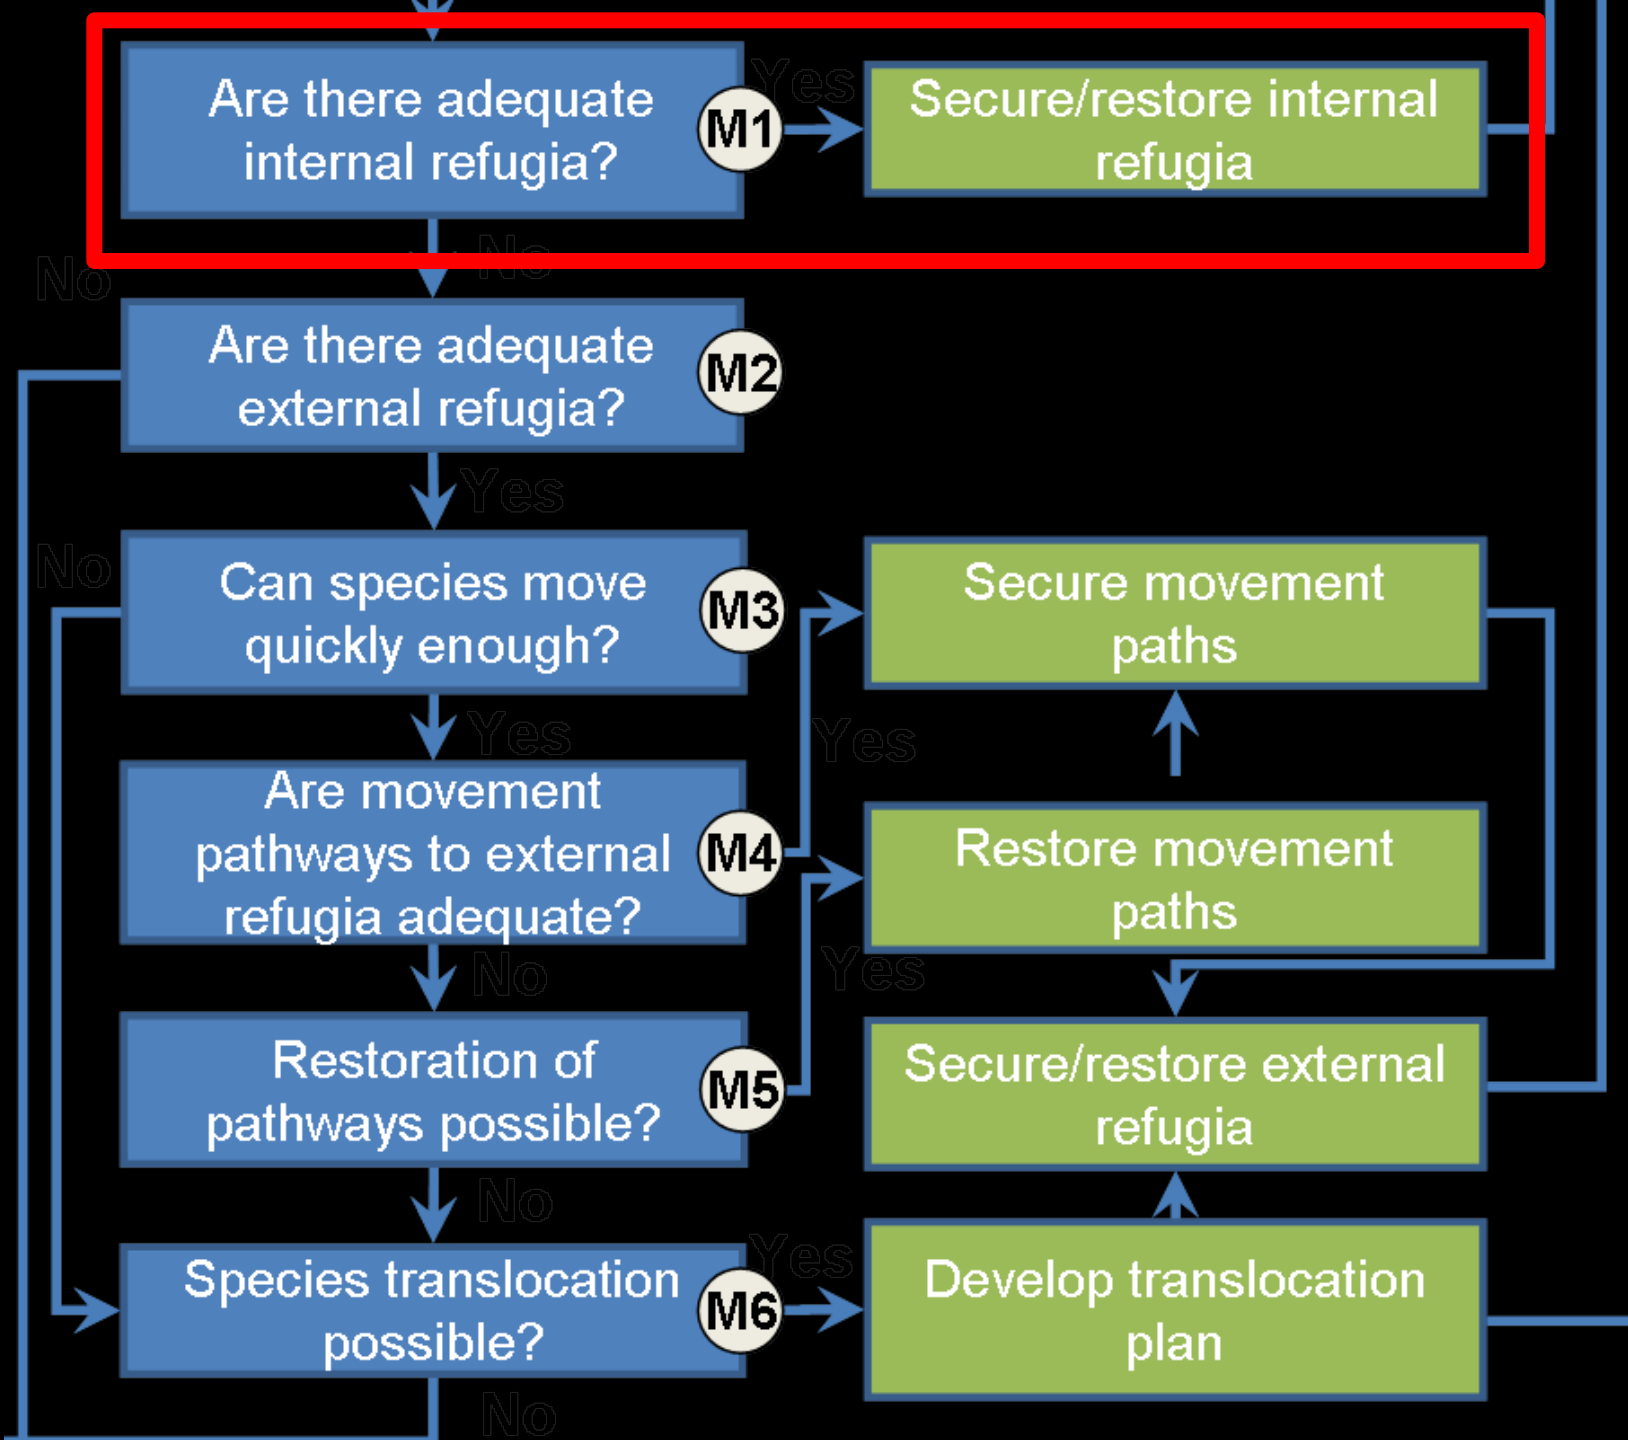 Are there adequate
internal refugia?
M1
Yes
Secure/restore internal
refugia
No
No
Are there adequate
external refugia?
M2
Yes
No
Can species move
quickly enough?
M3
Secure movement
paths
Yes
Yes
Are movement
pathways to external
refugia adequate?
M4
Restore movement
paths
No
Yes
Restoration of
pathways possible?
M5
Secure/restore external
refugia
No
Yes
Species translocation
possible?
M6
Develop translocation
plan
No